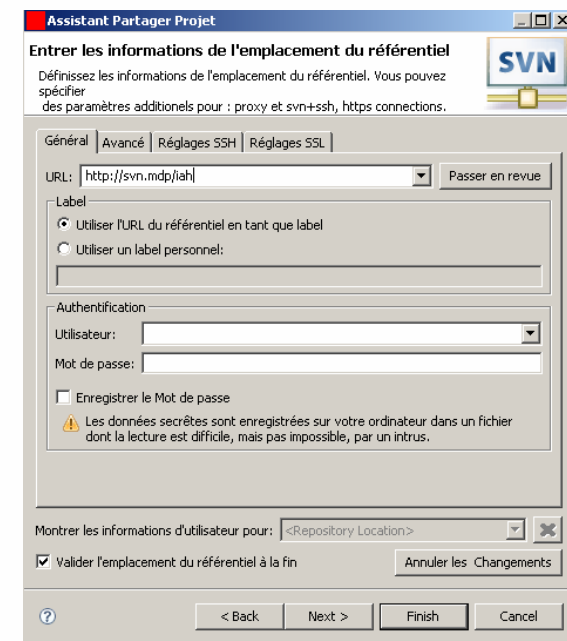 Assistant Partager Projet
Entrer les informations de l'emplacement du référentiel
Définissez les informations de l'emplacement du référentiel. Vous pouvez
spécifier
des paramètres additionels pour : proxy et svn+ssh, https connections.
SVN
Général Avancé Réglages SSH Réglages SSL
URL: http://svn.mdp/iah Passer en revue
Label
Utiliser l'URL du référentiel en tant que label
Utiliser un label personnel:
Authentification
Utilisateur:
Mot de passe:
Enregistrer le Mot de passe
Les données secrêtes sont enregistrées sur votre ordinateur dans un fichier
dont la lecture est difficile, mais pas impossible, par un intrus.
Montrer les informations d'utilisateur pour: <Repository Location>
Valider l'emplacement du référentiel à la fin Annuler les Changements
? < Back Next > Finish Cancel